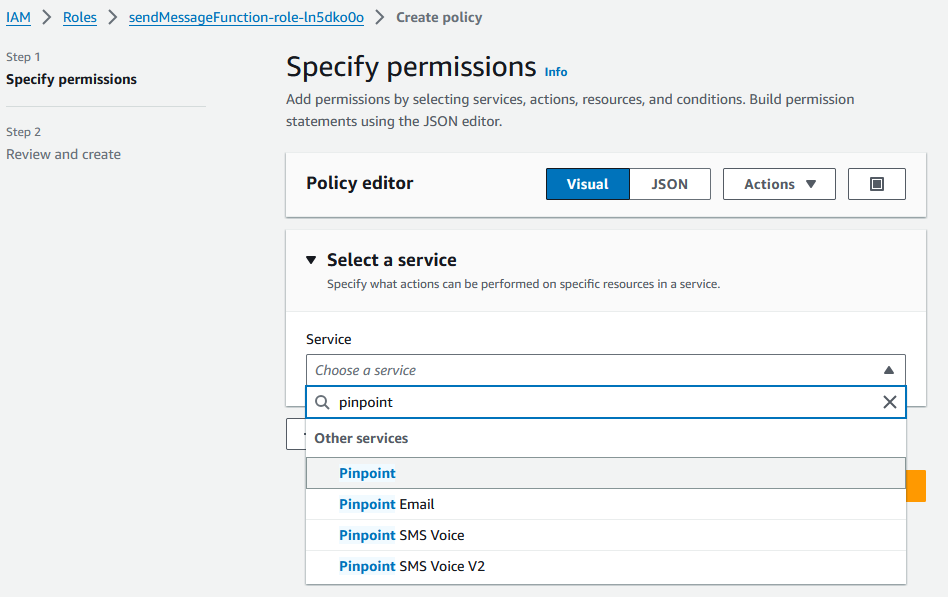 IAM > Roles > sendMessageFunction-role-ln5dko0o > Create policy
Step 1
Specify permissions
Step 2
Review and create
Specify permissions Info
Add permissions by selecting services, actions, resources, and conditions. Build permission
statements using the JSON editor.
Policy editor
Visual JSON Actions
Select a service
Specify what actions can be performed on specific resources in a service.
Service
Choose a service
pinpoint
Other services
Pinpoint
Pinpoint Email
Pinpoint SMS Voice
Pinpoint SMS Voice V2